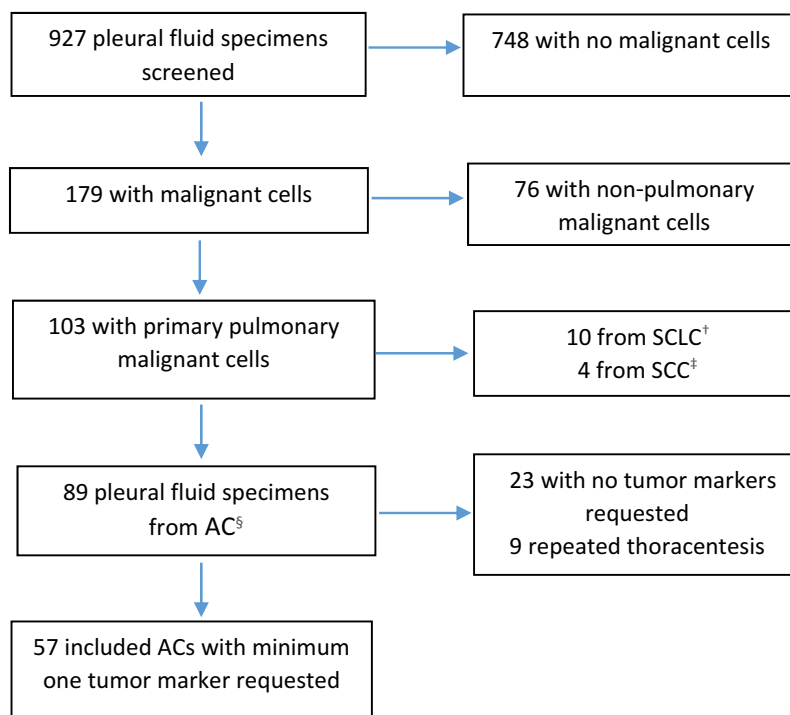 927 pleural fluid specimens
screened
748 with no malignant cells
179 with malignant cells
76 with non-pulmonary
malignant cells
103 with primary pulmonary
malignant cells
10 from SCLC†
4 from SCC‡
89 pleural fluid specimens
from AC§
23 with no tumor markers
requested
9 repeated thoracentesis
57 included ACs with minimum
one tumor marker requested